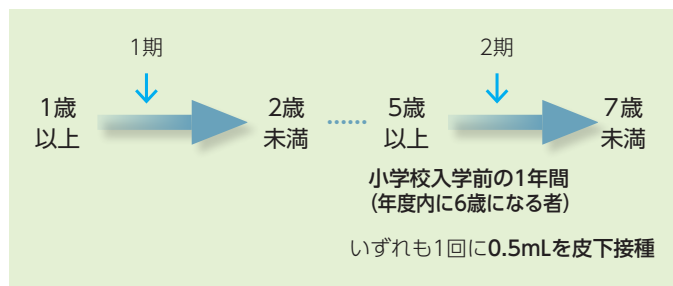 1期
2期
1歳
以上
2歳
未満
……
5歳
以上
7歳
未満
小学校入学前の1年間
(年度内に6歳になる者)
いずれも1回に0.5mLを皮下接種